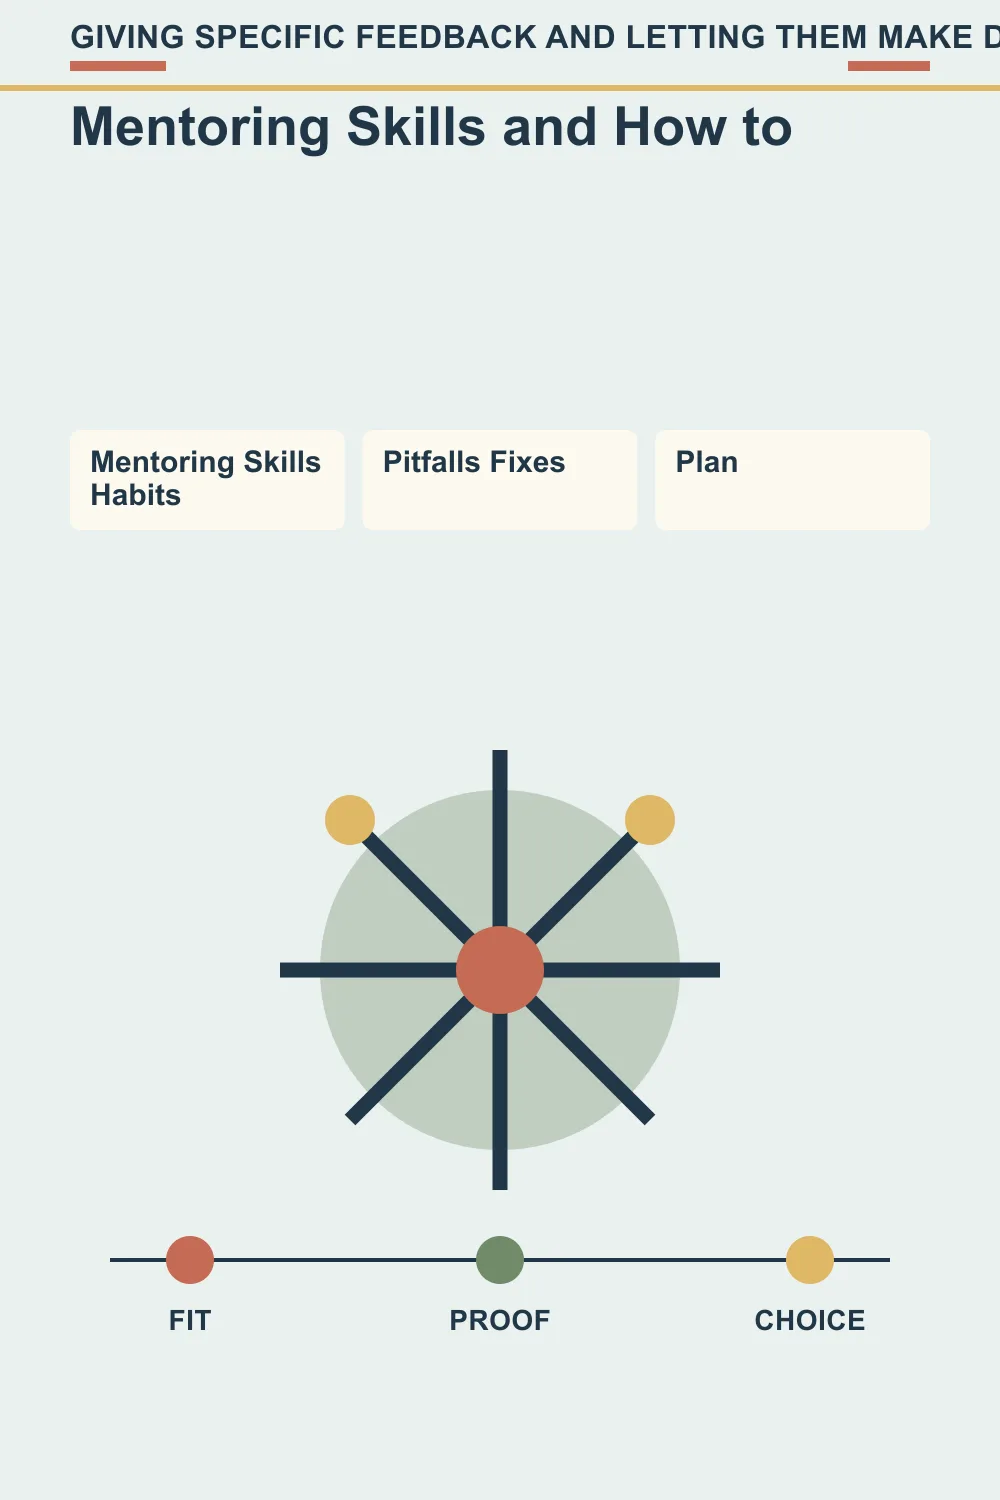 GIVING SPECIFIC FEEDBACK AND LETTING THEM MAKE
Mentoring Skills and How to
Mentoring Skills
Habits
Pitfalls Fixes
Plan
FIT
PROOF
CHOICE